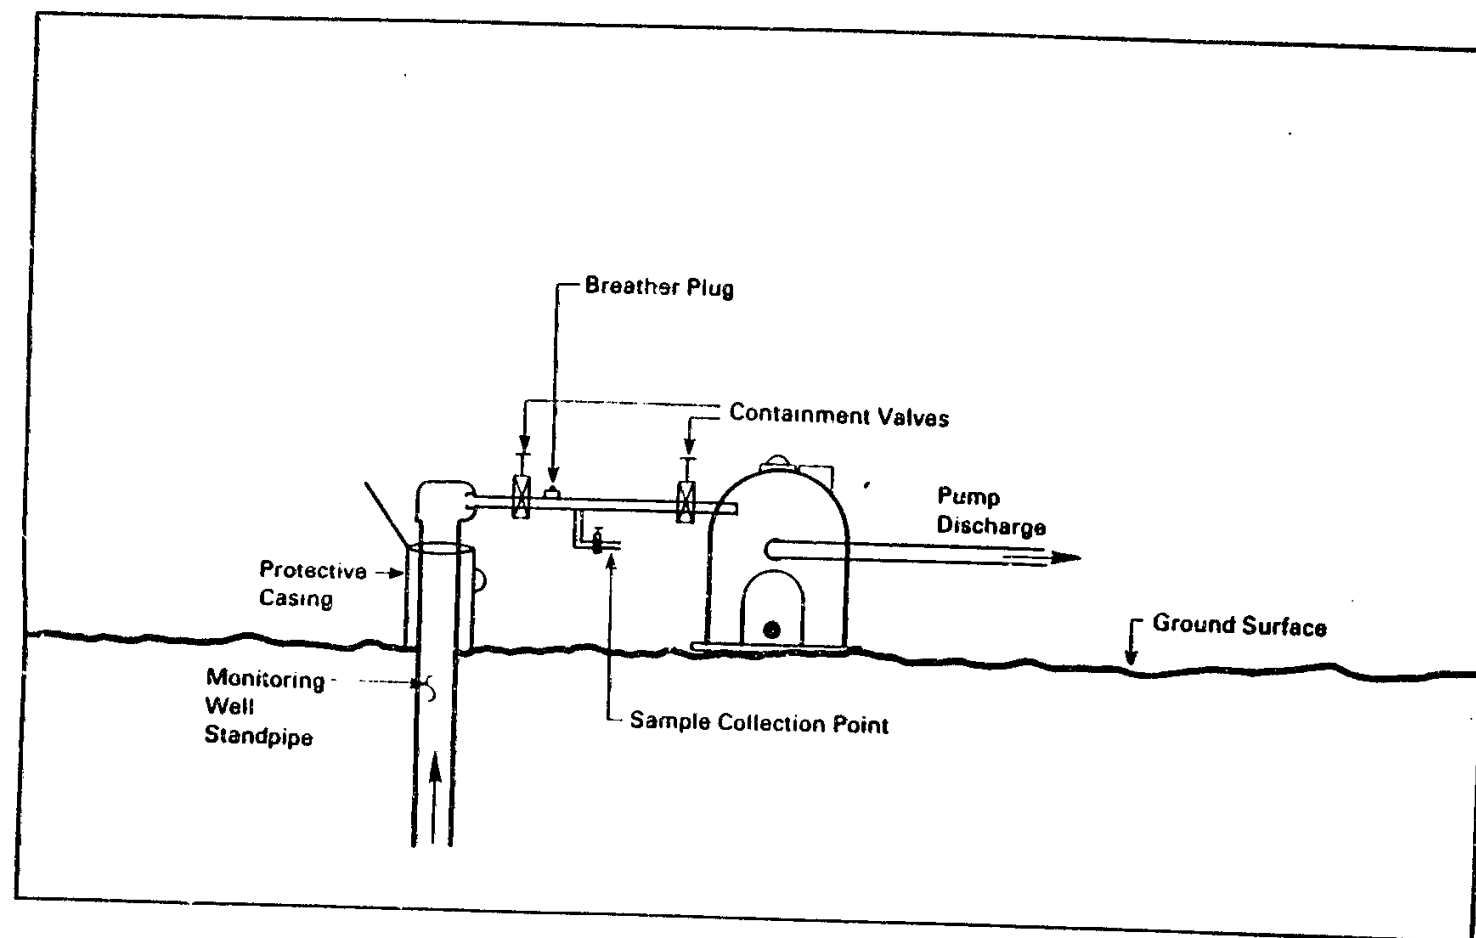 Breather Plug
Containment Valves
Pump
Discharge
Protective
Casing
Ground Surface
Monitoring
Well
Standpipe
Sample Collection Point